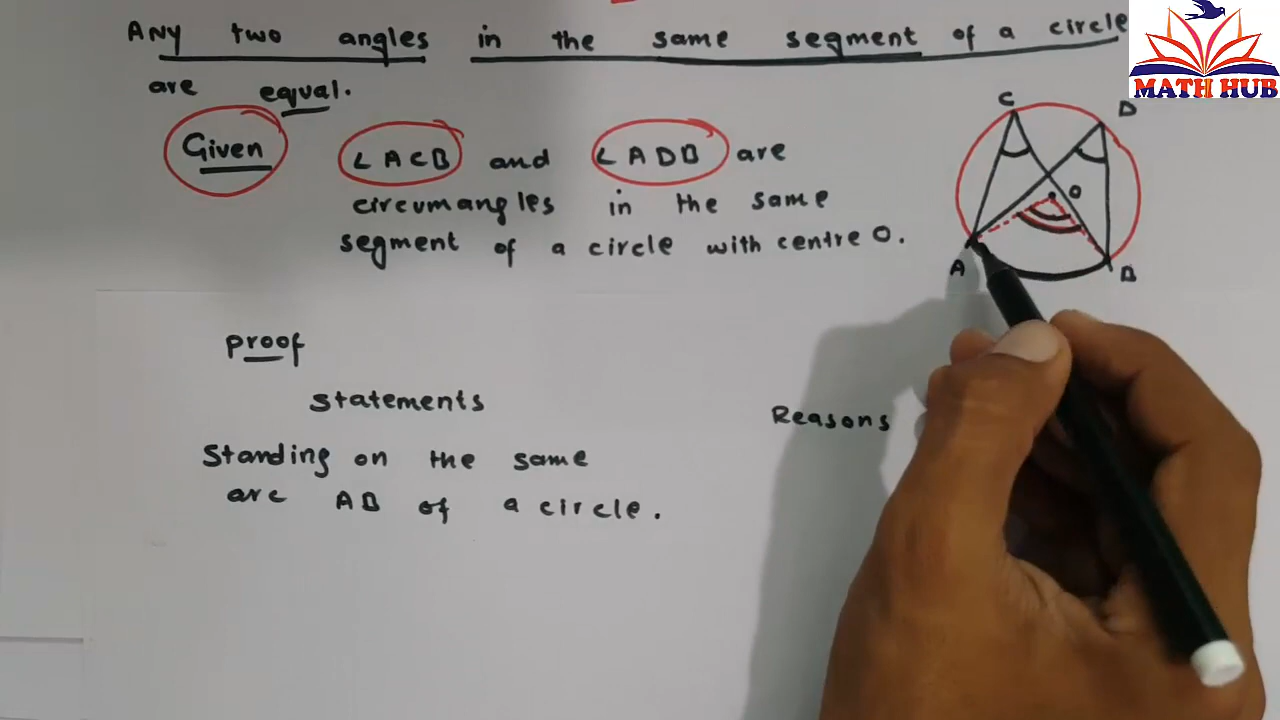 Any two angles in the same segment of a circle
are equal.
Given ∠ACB and ∠ADB are
circumangles in the same
segment of a circle with centre O.
MATH HUB
C
D
O
A
B
proof
statements
Reasons
Standing on the same
arc AB of a circle.